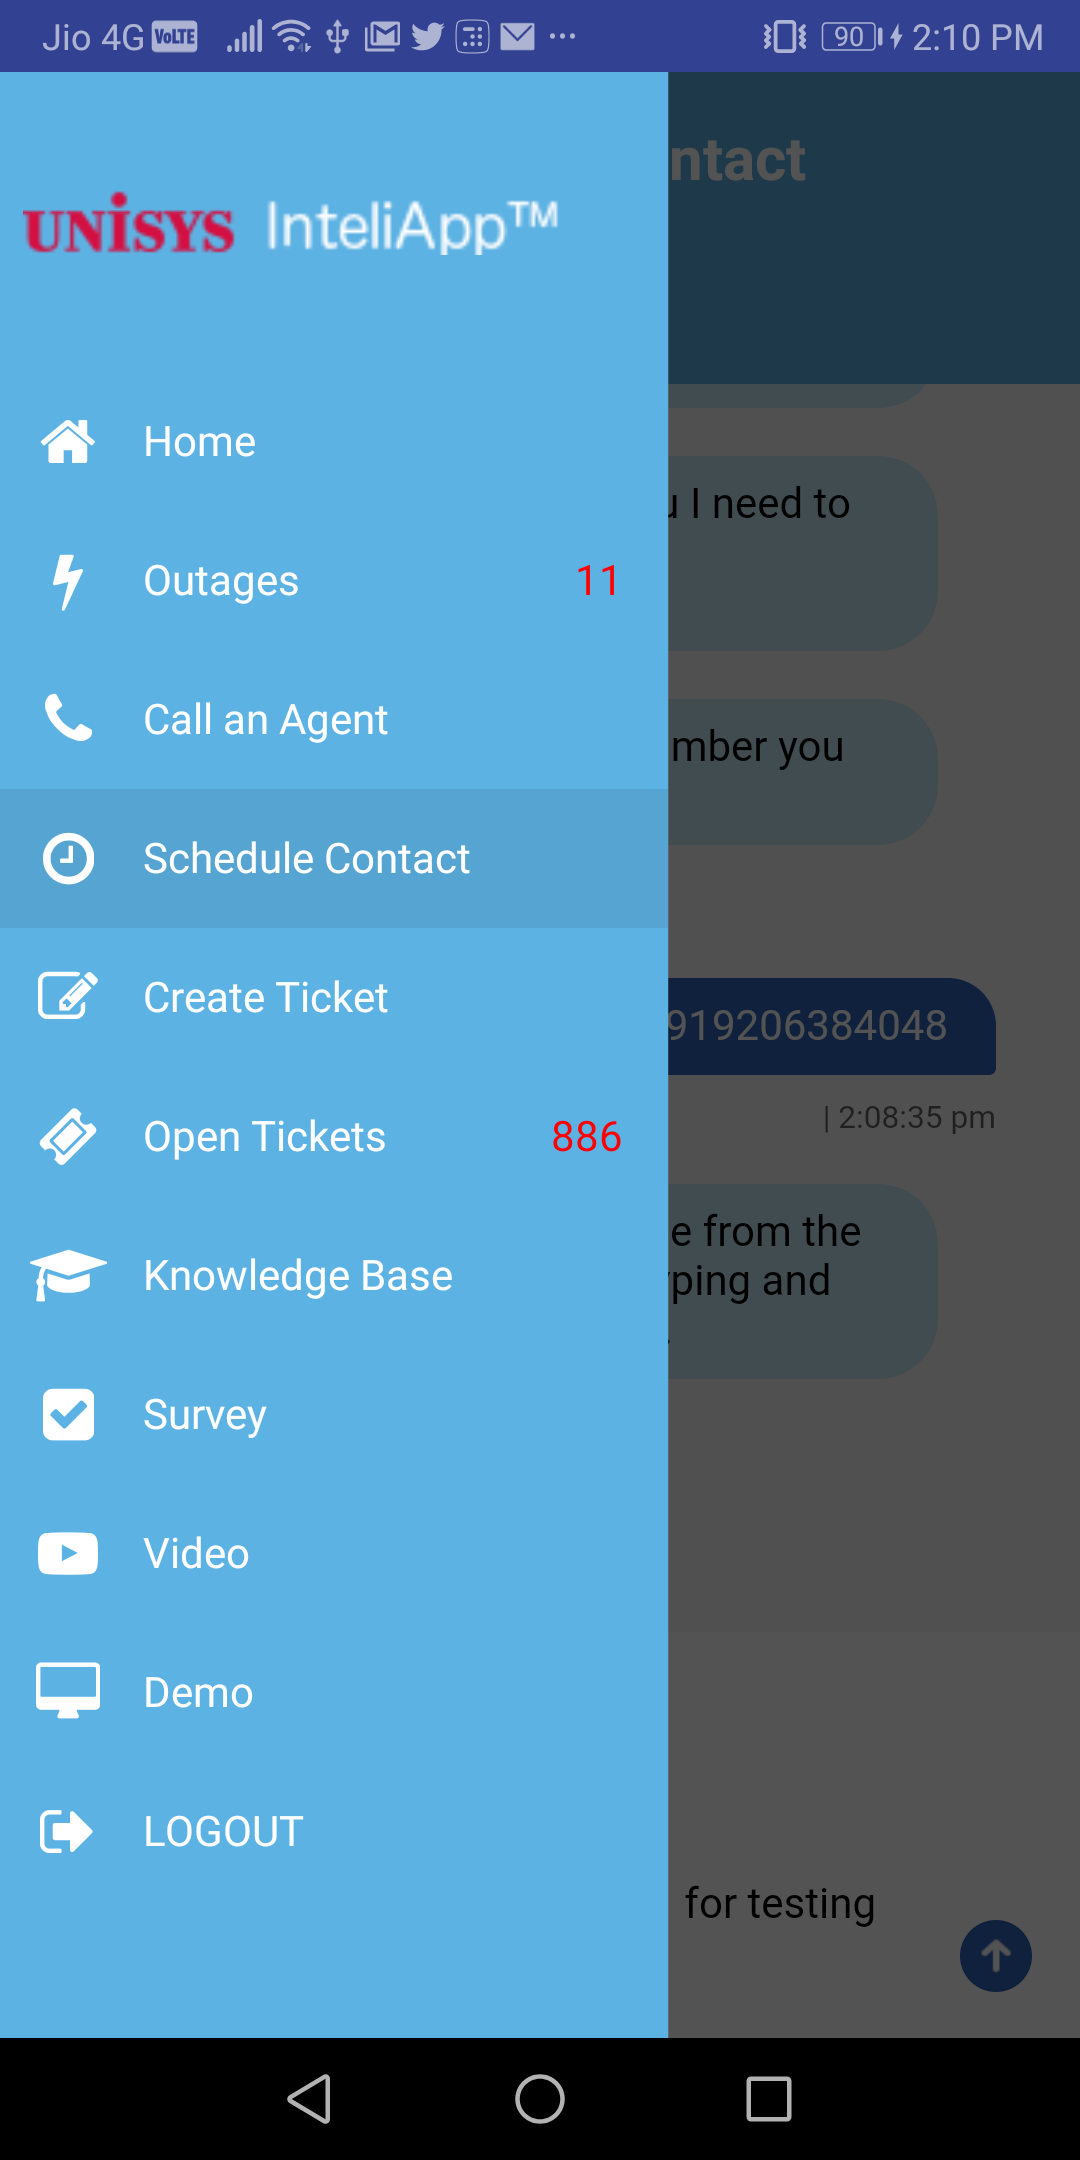 Jio 4G VoLTE 90 2:10 PM
ntact
UNiSYS InteliApp™
Home
I need to
Outages 11
Call an Agent
mber you
Schedule Contact
Create Ticket
919206384048
| 2:08:35 pm
Open Tickets 886
e from the
Knowledge Base
ping and
Survey
Video
Demo
LOGOUT
for testing